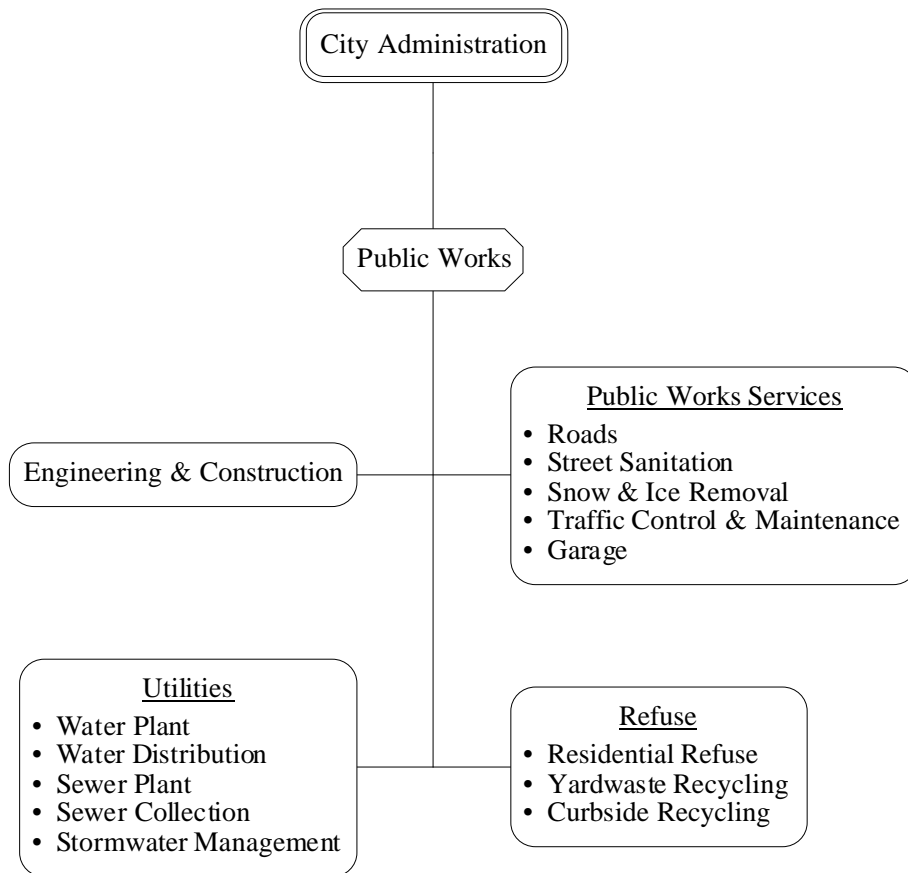 City Administration
Public Works
Engineering & Construction
Public Works Services
• Roads
• Street Sanitation
• Snow & Ice Removal
• Traffic Control & Maintenance
• Garage
Utilities
• Water Plant
• Water Distribution
• Sewer Plant
• Sewer Collection
• Stormwater Management
Refuse
• Residential Refuse
• Yardwaste Recycling
• Curbside Recycling